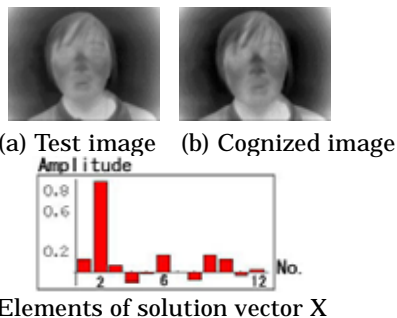 (a) Test image (b) Cognized image
Amplitude
0.8
0.6
0.2
2 6 12 No.
Elements of solution vector X